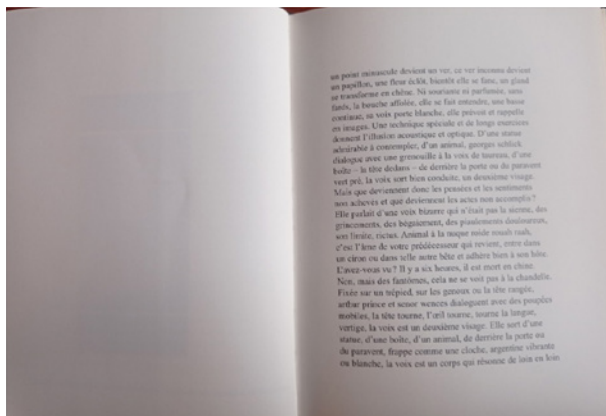 un point minuscule devient un ver, ce ver inconnu devient
un papillon, une fleur éclôt, bientôt elle se fane, un gland
se transforme en chêne. Ni souriante ni parfumée, sans
fards, la bouche affolée, elle se fait entendre, une basse
continue, sa voix porte blanche, elle prévoit et rappelle
en images. Une technique spéciale et de longs exercices
donnent l'illusion acoustique et optique. D'une statue
admirable à contempler, d'un animal, georges schlick
dialogue avec une grenouille à la voix de taureau, d'une
boîte – la tête dedans – de derrière la porte ou du paravent
vert pré, la voix sort bien conduite, un deuxième visage.
Mais que deviennent donc les pensées et les sentiments
non achevés et que deviennent les actes non accomplis ?
Elle parlait d'une voix bizarre qui n'était pas la sienne, des
grincements, des bégaiement, des piaulements douloureux,
son limite, rictus. Animal à la nuque raide rouah raah,
c'est l'âme de votre prédécesseur qui revient, entre dans
un cirque ou dans telle autre bête et adhère bien à son hôte
L'avez-vous vu ? Il y a six heures, il est mort en chine.
Non, mais des fantômes, cela ne se voit pas à la chandelle.
Fixée sur un trépied, sur les genoux ou la tête rangée,
arthur prince et senor wences dialoguent avec des poupées
mobiles, la tête tourne, l'œil tourne, tourne la langue,
vertige, la voix est un deuxième visage. Elle sort d'une
statue, d'une boîte, d'un animal, de derrière la porte ou
du paravent, frappe comme une cloche, argentine vibrante
ou blanche, la voix est un corps qui résonne de loin en loin